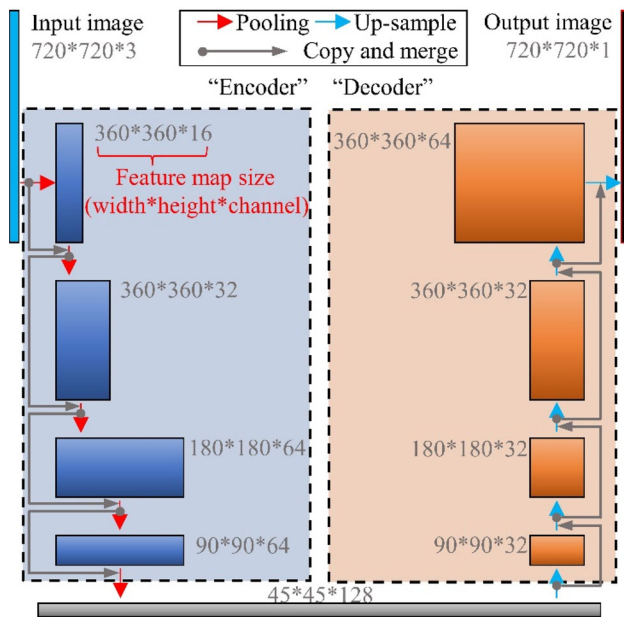 Input image
720*720*3
Pooling
Up-sample
Copy and merge
Output image
720*720*1
“Encoder”
“Decoder”
360*360*16
Feature map size
(width*height*channel)
360*360*64
360*360*32
360*360*32
180*180*64
180*180*32
90*90*64
90*90*32
45*45*128